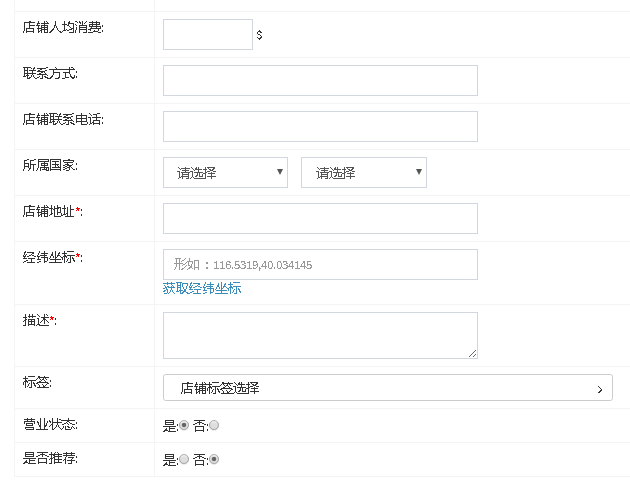 店铺人均消费: $
联系方式:
店铺联系电话:
所属国家: 请选择 请选择
店铺地址*:
经纬坐标*: 形如：116.5319,40.034145
获取经纬坐标
描述*:
标签: 店铺标签选择
营业状态: 是: 否:
是否推荐: 是: 否: